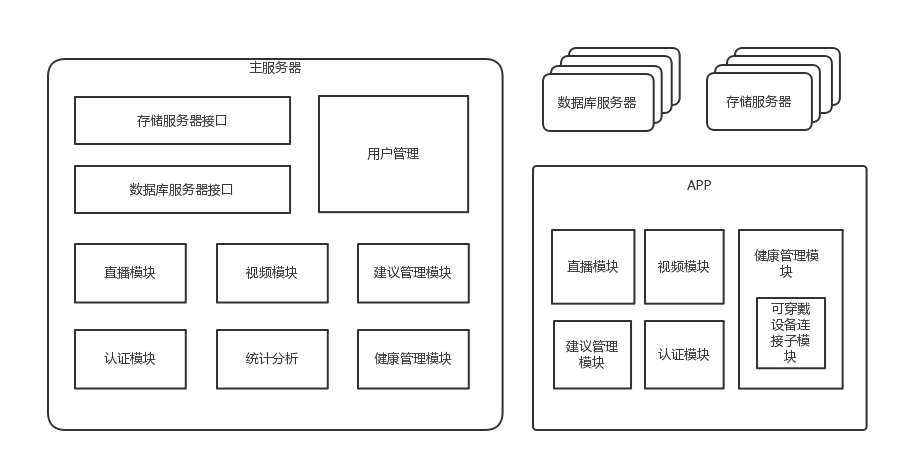 主服务器
存储服务器接口
用户管理
数据库服务器接口
直播模块
视频模块
建议管理模块
认证模块
统计分析
健康管理模块
数据库服务器
存储服务器
APP
直播模块
视频模块
健康管理模
块
可穿戴
设备连
接子模
块
建议管理
模块
认证模块